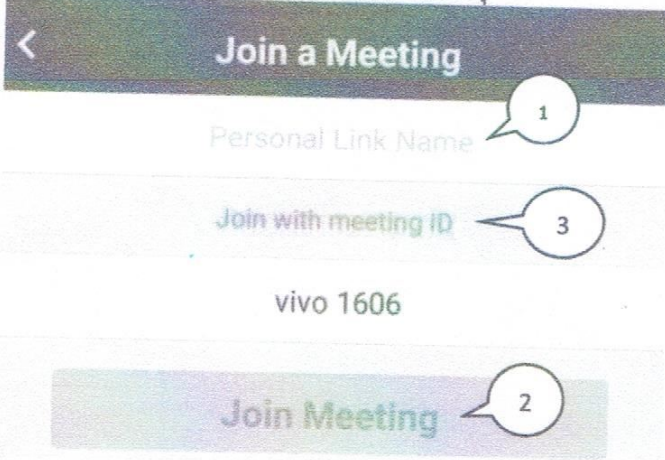 Join a Meeting
1
Personal Link Name
Join with meeting ID
3
vivo 1606
Join Meeting
2